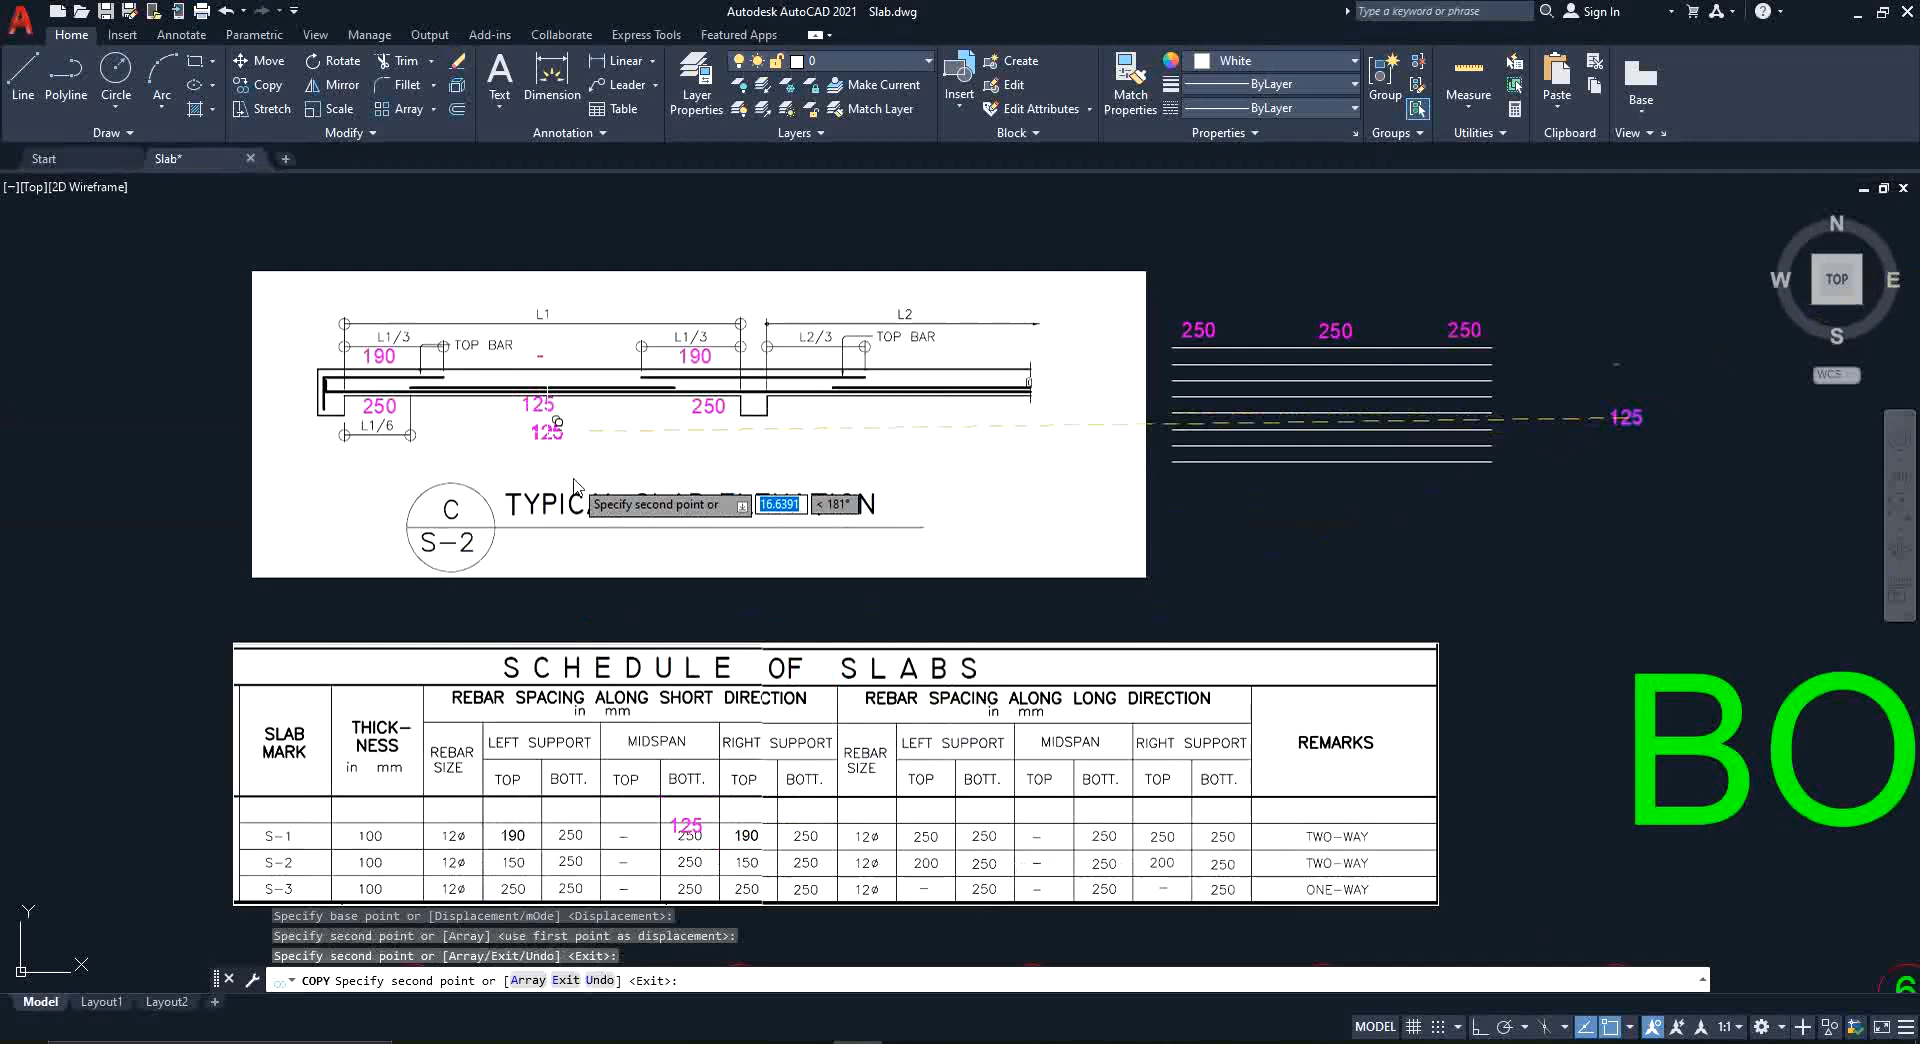 Autodesk AutoCAD 2021 Slab.dwg
Type a keyword or phrase
Sign In
Home Insert Annotate Parametric View Manage Output Add-ins Collaborate Express Tools Featured Apps
Line Polyline Circle Arc
Move Rotate Trim
Copy Mirror Fillet
Stretch Scale Array
Text Dimension
Linear
Leader
Table
Layer Properties
0
Make Current
Match Layer
Insert
Create
Edit
Edit Attributes
Match Properties
White
ByLayer
ByLayer
Group
Measure
Paste
Base
Draw Modify Annotation Layers Block Properties Groups Utilities Clipboard View
Start Slab*
[−][Top][2D Wireframe]
N
W TOP E
S
WCS
L1 L2
L1/3 L1/3 L2/3 TOP BAR
TOP BAR
190 - 190
250 125 250
L1/6
125
250 250 250
125
C
S-2
Specify second point or 16.6391 < 181°
SCHEDULE OF SLABS
SLAB MARK
THICK-NESS
in mm
REBAR SPACING ALONG SHORT DIRECTION
in mm
REBAR SPACING ALONG LONG DIRECTION
in mm
REMARKS
REBAR SIZE LEFT SUPPORT MIDSPAN RIGHT SUPPORT REBAR SIZE LEFT SUPPORT MIDSPAN RIGHT SUPPORT
TOP BOTT. TOP BOTT. TOP BOTT. TOP BOTT. TOP BOTT. TOP BOTT.
125
S-1 100 12ø 190 250 - 250 190 250 12ø 250 250 - 250 250 250 TWO-WAY
S-2 100 12ø 150 250 - 250 150 250 12ø 200 250 - 250 200 250 TWO-WAY
S-3 100 12ø 250 250 - 250 250 250 12ø - 250 - 250 - 250 ONE-WAY
BO
Specify base point or [Displacement/mOde] <Displacement>:
Specify second point or [Array] <use first point as displacement>:
Specify second point or [Array/Exit/Undo] <Exit>:
COPY Specify second point or [Array Exit Undo] <Exit>:
Y
X
6
Model Layout1 Layout2 +
MODEL 1:1